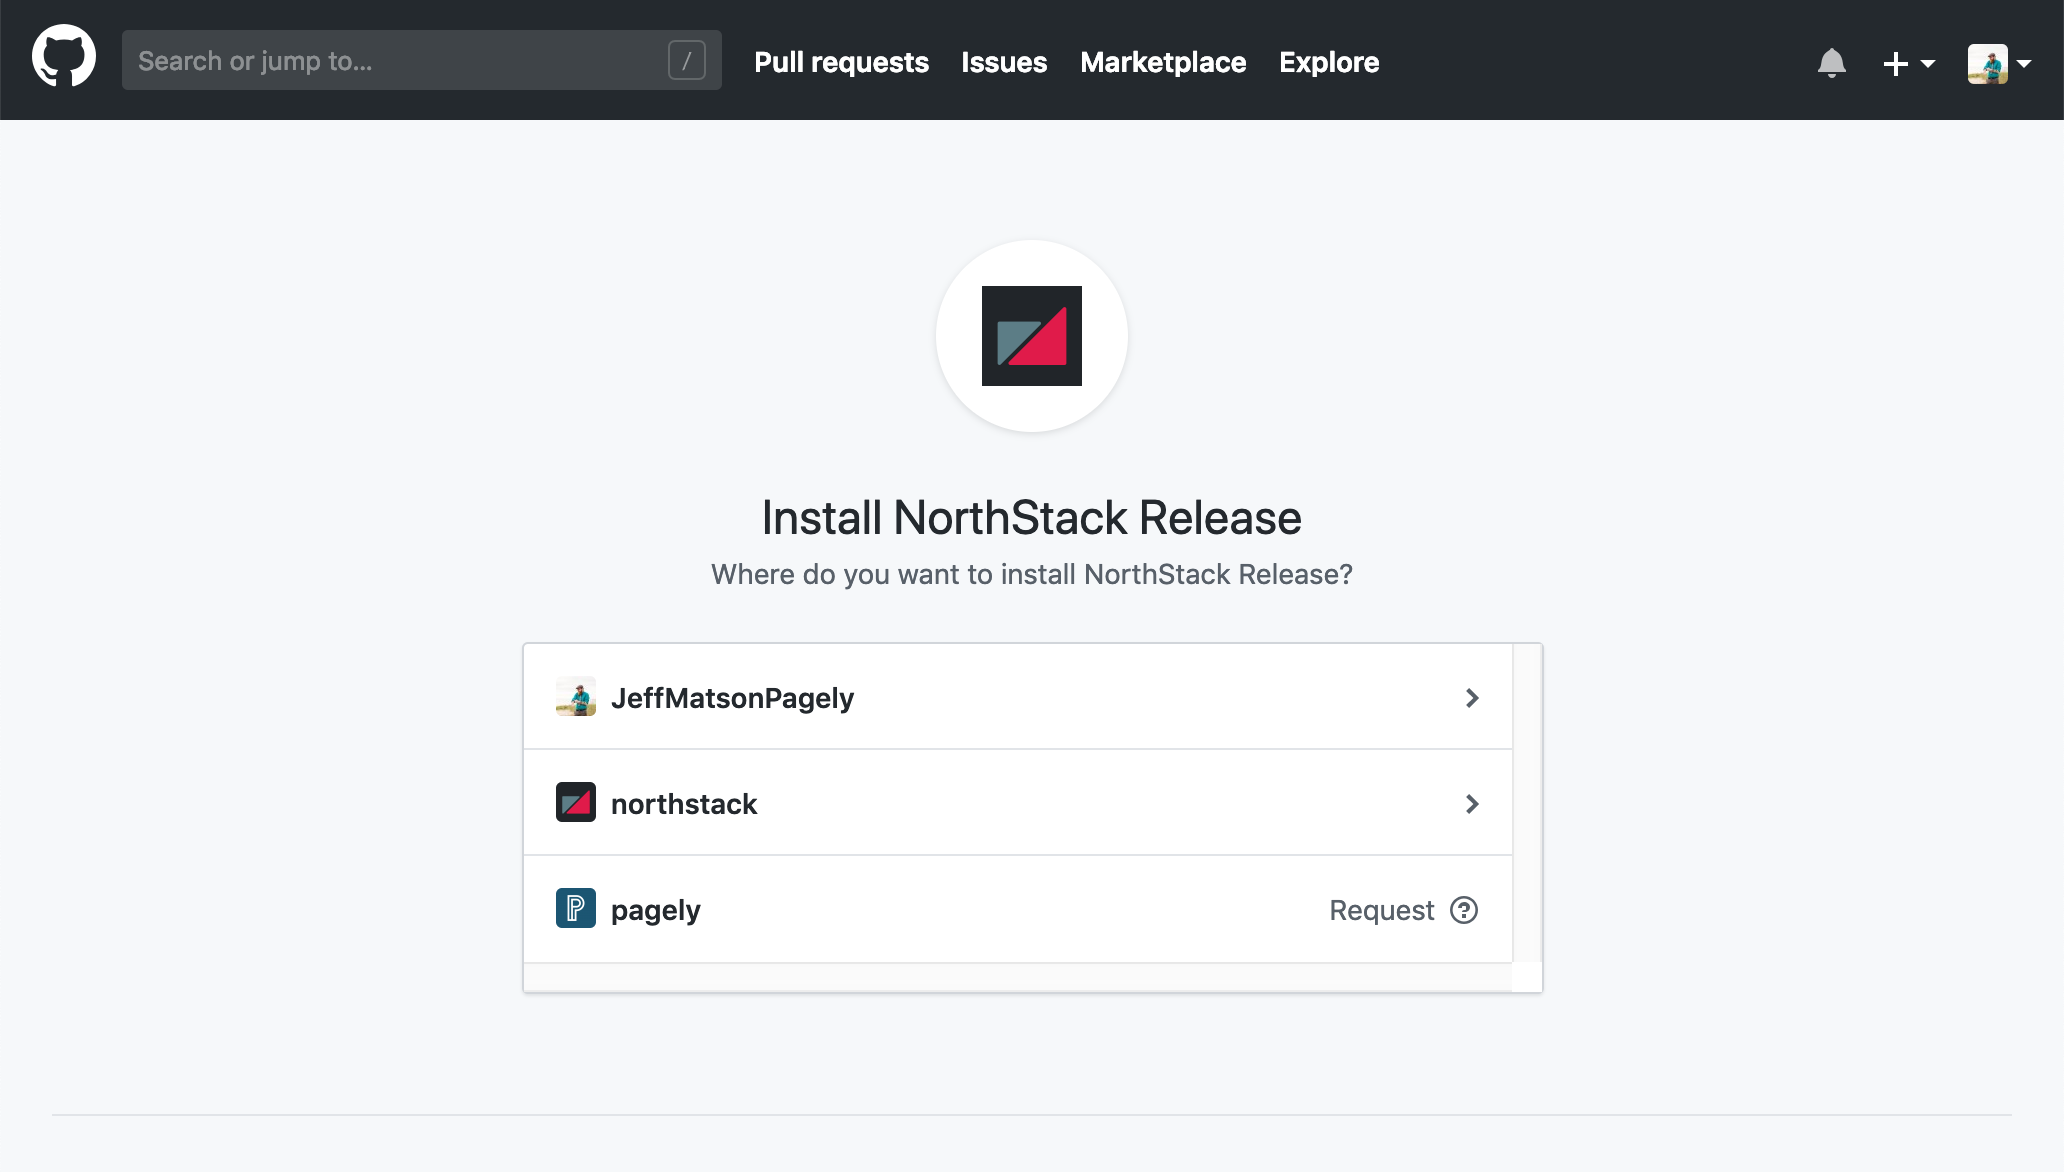 Search or jump to... /
Pull requests Issues Marketplace Explore
Install NorthStack Release
Where do you want to install NorthStack Release?
JeffMatsonPagely
northstack
P pagely Request ?